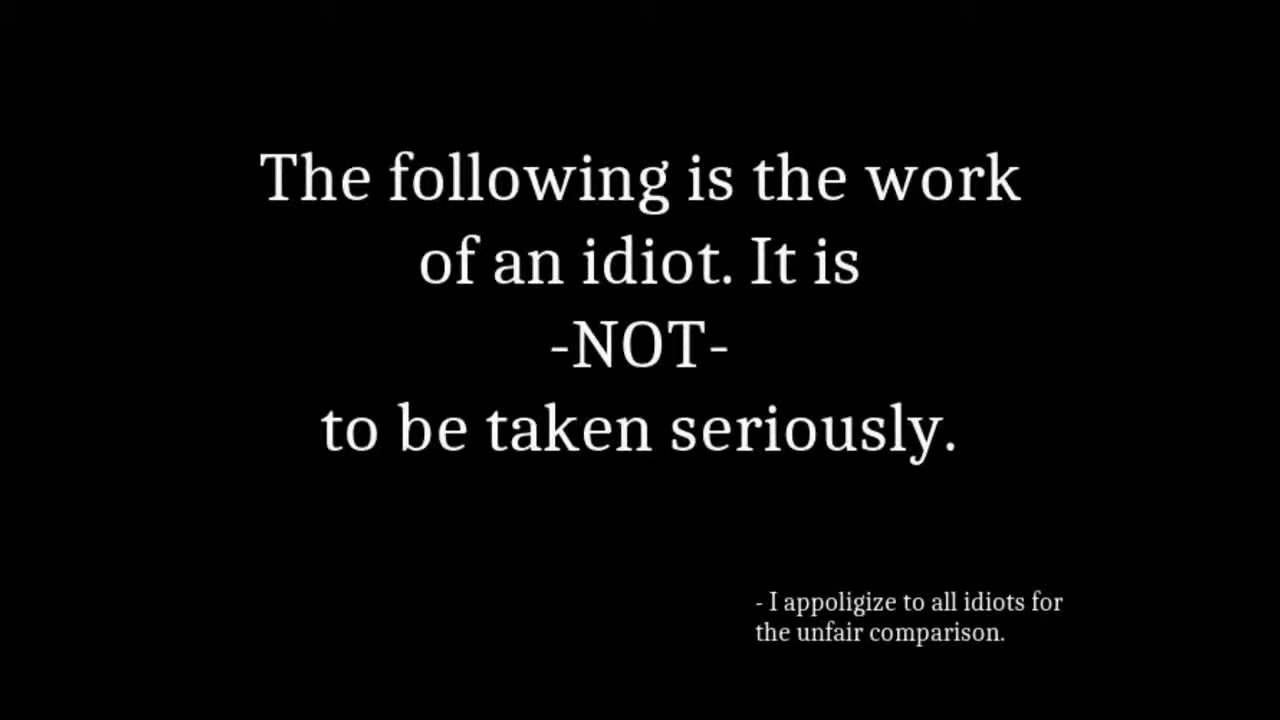 The following is the work
of an idiot. It is
-NOT-
to be taken seriously.
- I appoligize to all idiots for
the unfair comparison.